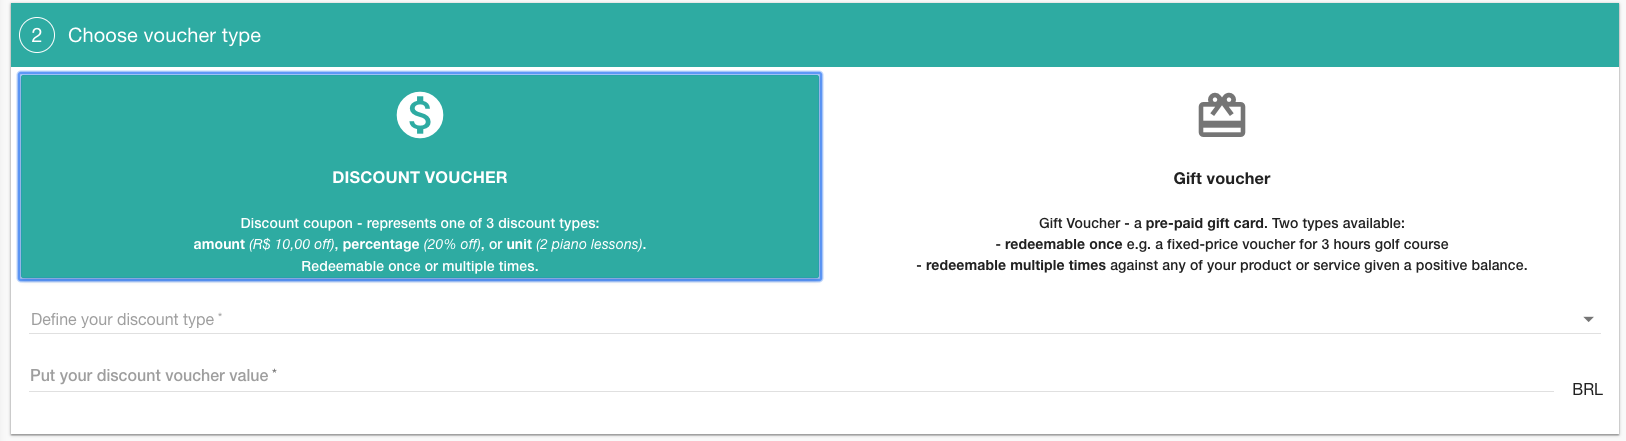 2 Choose voucher type
$
DISCOUNT VOUCHER
Discount coupon - represents one of 3 discount types:
amount (R$ 10,00 off), percentage (20% off), or unit (2 piano lessons).
Redeemable once or multiple times.
Gift voucher
Gift Voucher - a pre-paid gift card. Two types available:
- redeemable once e.g. a fixed-price voucher for 3 hours golf course
- redeemable multiple times against any of your product or service given a positive balance.
Define your discount type *
Put your discount voucher value *
BRL